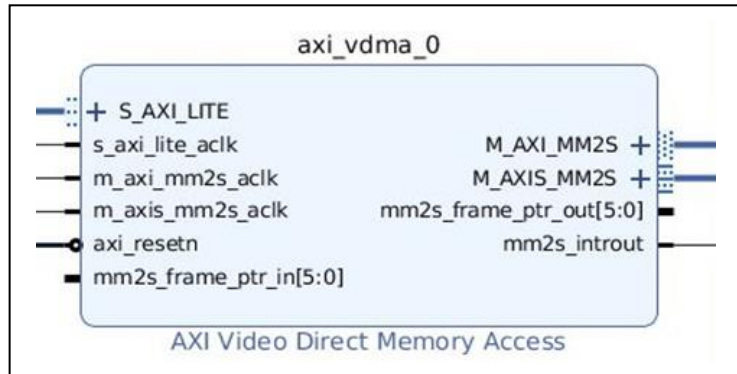 axi_vdma_0
+ S_AXI_LITE
s_axi_lite_aclk
m_axi_mm2s_aclk
m_axis_mm2s_aclk
axi_resetn
mm2s_frame_ptr_in[5:0]
M_AXI_MM2S +
M_AXIS_MM2S +
mm2s_frame_ptr_out[5:0]
mm2s_introut
AXI Video Direct Memory Access